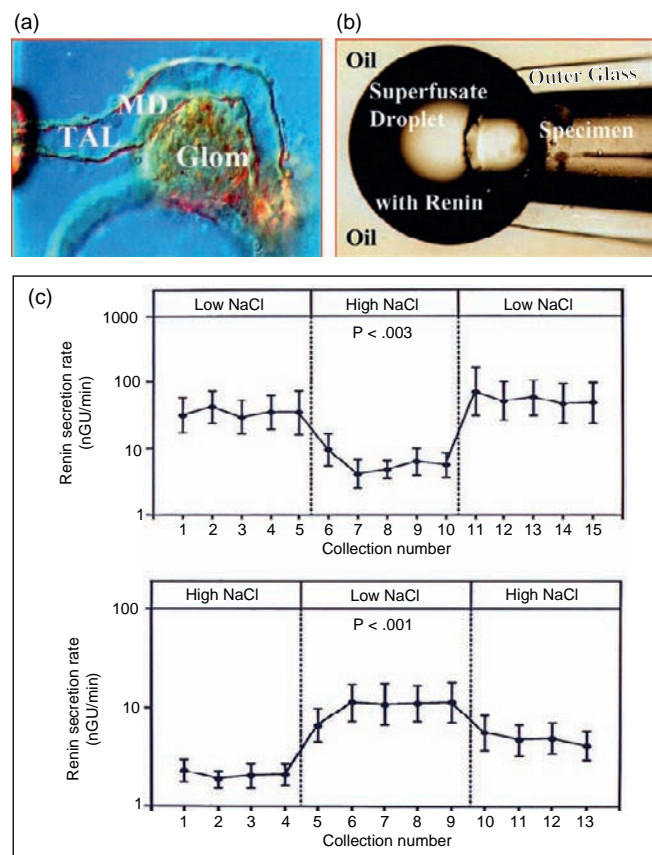 (a)
MD
TAL
Glom
(b)
Oil
Outer Glass
Superfusate
Droplet
Specimen
with Renin
Oil
(c)
Low NaCl High NaCl Low NaCl
P < .003
1000
100
10
1
Renin secretion rate
(nGU/min)
1 2 3 4 5 6 7 8 9 10 11 12 13 14 15
Collection number
High NaCl Low NaCl High NaCl
P < .001
100
10
1
Renin secretion rate
(nGU/min)
1 2 3 4 5 6 7 8 9 10 11 12 13
Collection number